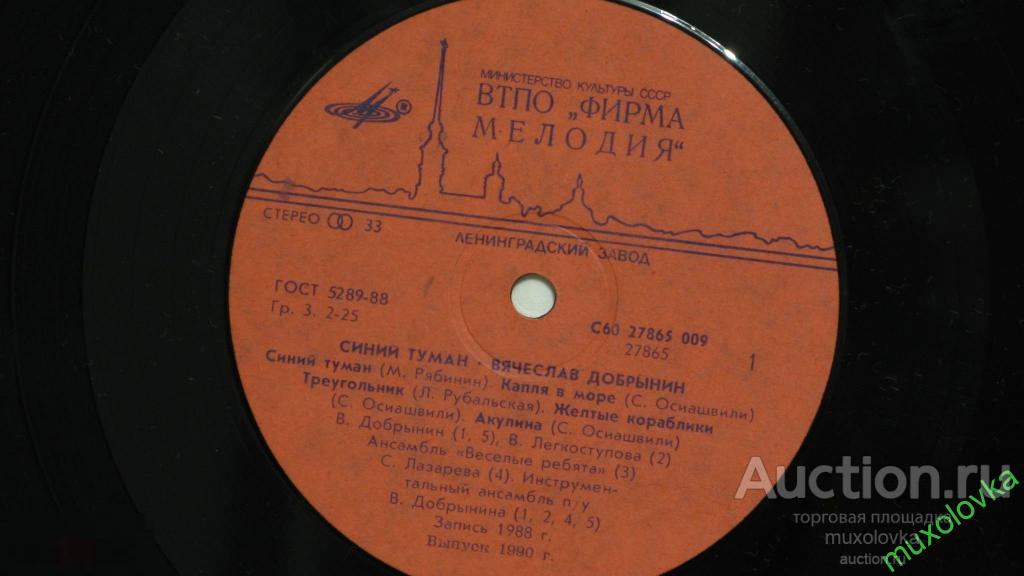 МИНИСТЕРСТВО КУЛЬТУРЫ СССР
ВТПО „ФИРМА
МЕЛОДИЯ“
СТЕРЕО 33
ЛЕНИНГРАДСКИЙ ЗАВОД
ГОСТ 5289-88
Гр. 3. 2-25
С60 27865 009
27865
1
СИНИЙ ТУМАН · ВЯЧЕСЛАВ ДОБРЫНИН
Синий туман (М. Рябинин). Капля в море (С. Осиашвили)
Треугольник (Л. Рубальская). Желтые кораблики
(С. Осиашвили). Акулина (С. Осиашвили)
В. Добрынин (1, 5), В. Легкоступова (2)
Ансамбль «Веселые ребята» (3)
С. Лазарева (4). Инструмен-
тальный ансамбль п/у
В. Добрынина (1, 2, 4, 5)
Запись 1988 г.
Выпуск 1990 г.
Auction.ru
торговая площадка
muxolovka
auction.ru
muxolovka